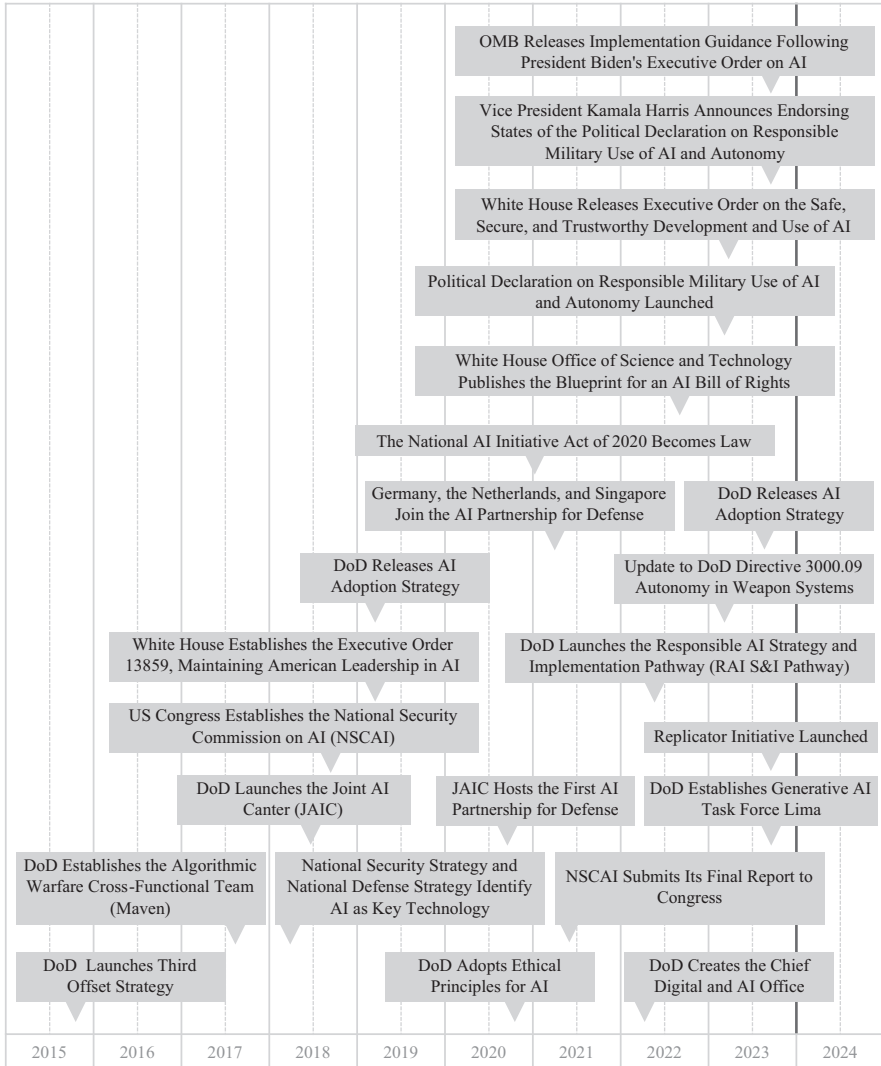 OMB Releases Implementation Guidance Following
President Biden's Executive Order on AI
Vice President Kamala Harris Announces Endorsing
States of the Political Declaration on Responsible
Military Use of AI and Autonomy
White House Releases Executive Order on the Safe,
Secure, and Trustworthy Development and Use of AI
Political Declaration on Responsible Military Use of AI
and Autonomy Launched
White House Office of Science and Technology
Publishes the Blueprint for an AI Bill of Rights
The National AI Initiative Act of 2020 Becomes Law
Germany, the Netherlands, and Singapore
Join the AI Partnership for Defense
DoD Releases AI
Adoption Strategy
DoD Releases AI
Adoption Strategy
Update to DoD Directive 3000.09
Autonomy in Weapon Systems
White House Establishes the Executive Order
13859, Maintaining American Leadership in AI
DoD Launches the Responsible AI Strategy and
Implementation Pathway (RAI S&I Pathway)
US Congress Establishes the National Security
Commission on AI (NSCAI)
Replicator Initiative Launched
DoD Launches the Joint AI
Canter (JAIC)
JAIC Hosts the First AI
Partnership for Defense
DoD Establishes Generative AI
Task Force Lima
DoD Establishes the Algorithmic
Warfare Cross-Functional Team
(Maven)
National Security Strategy and
National Defense Strategy Identify
AI as Key Technology
NSCAI Submits Its Final Report to
Congress
DoD Launches Third
Offset Strategy
DoD Adopts Ethical
Principles for AI
DoD Creates the Chief
Digital and AI Office
2015 2016 2017 2018 2019 2020 2021 2022 2023 2024